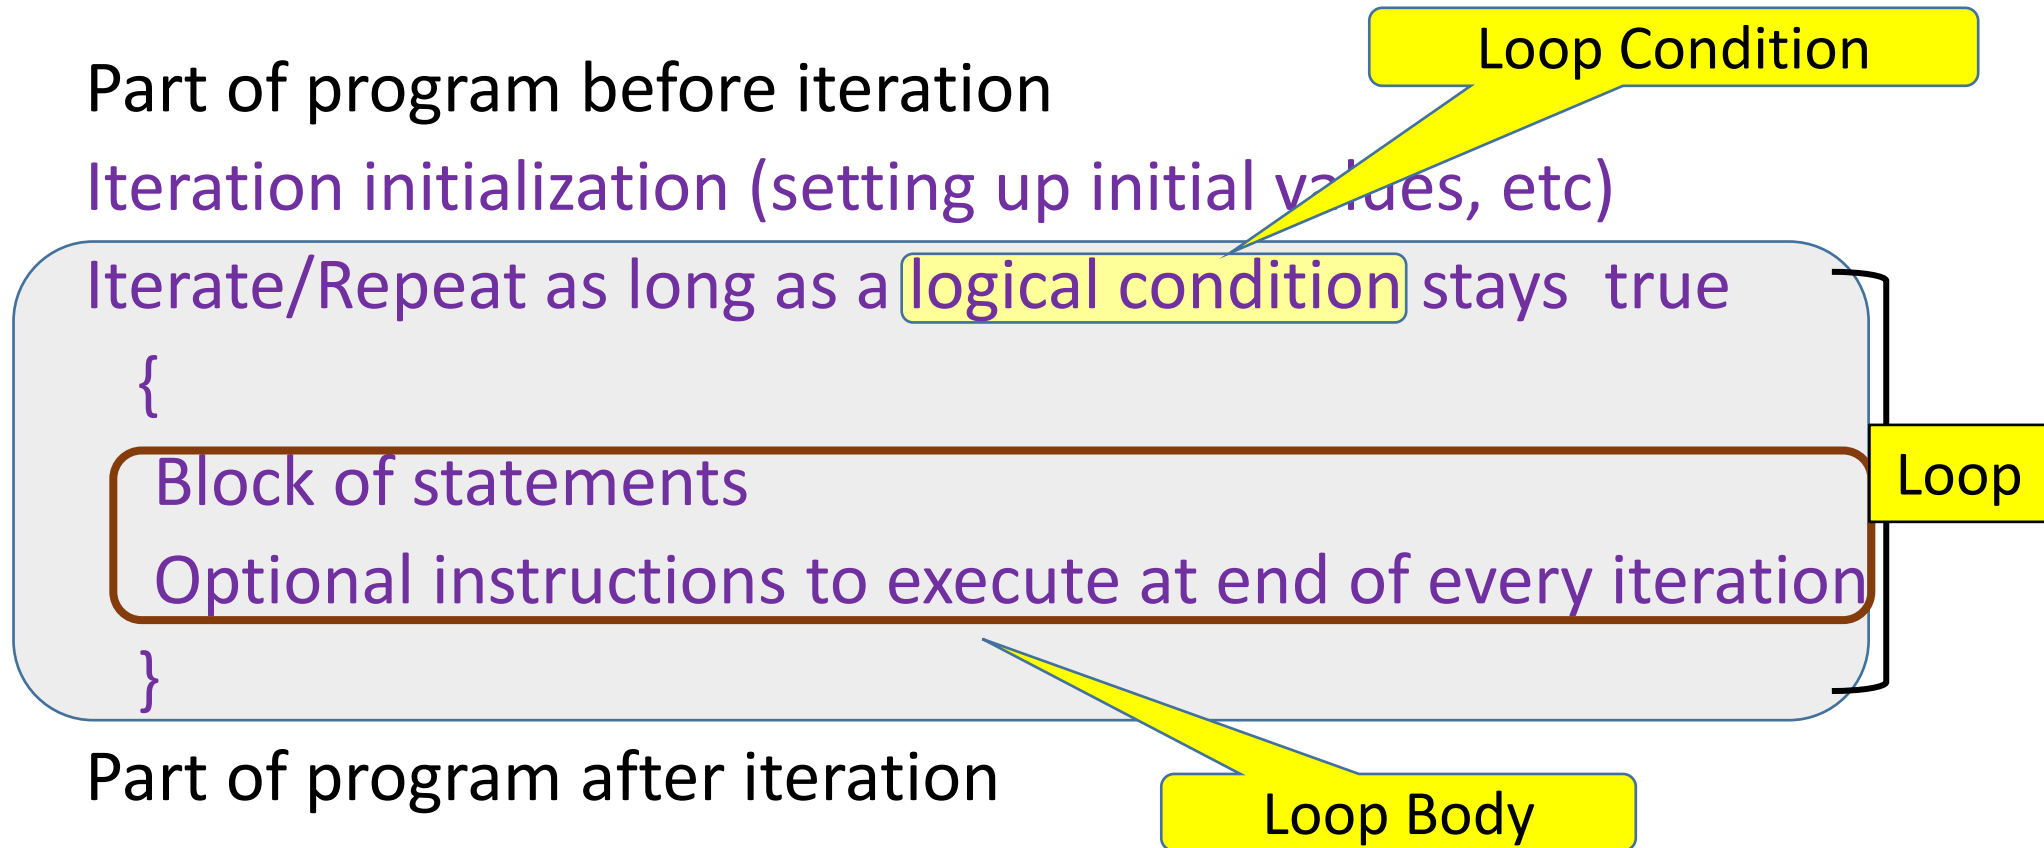 Loop Condition
Part of program before iteration
Iteration initialization (setting up initial values, etc)
Iterate/Repeat as long as a logical condition stays true
{
Block of statements
Loop
Optional instructions to execute at end of every iteration
}
Part of program after iteration
Loop Body